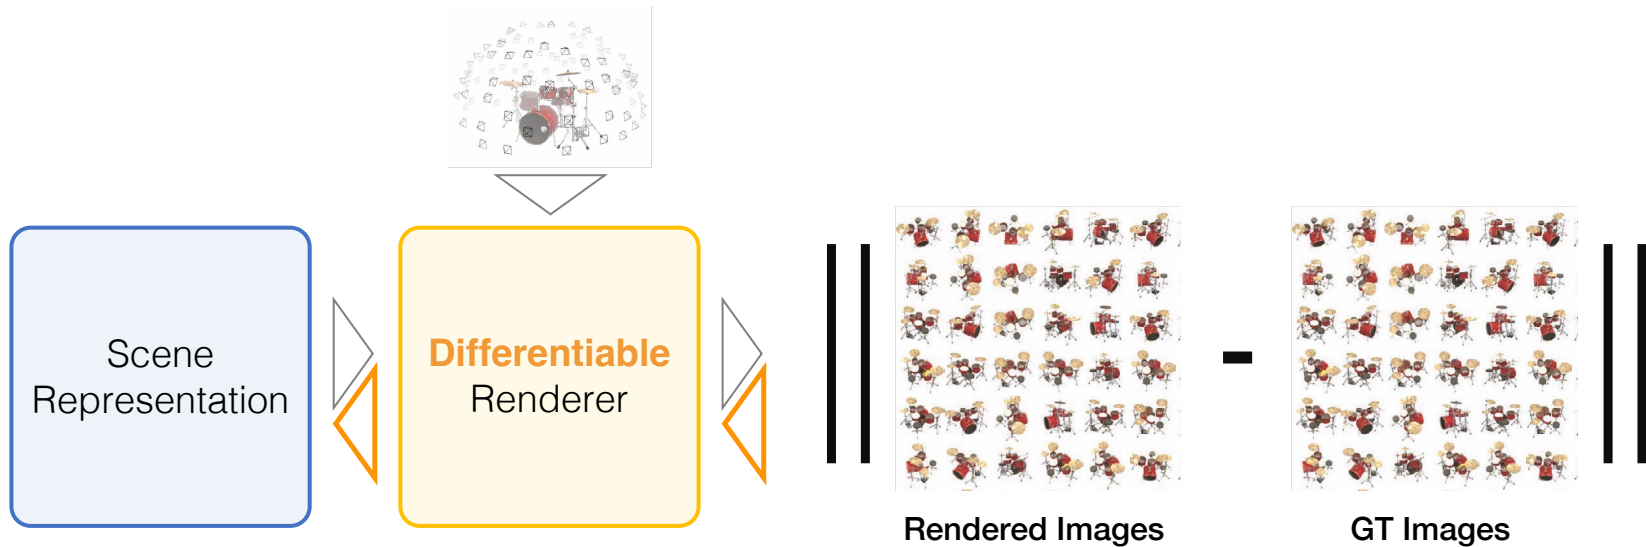 Scene
Representation
Differentiable
Renderer
Rendered Images
GT Images